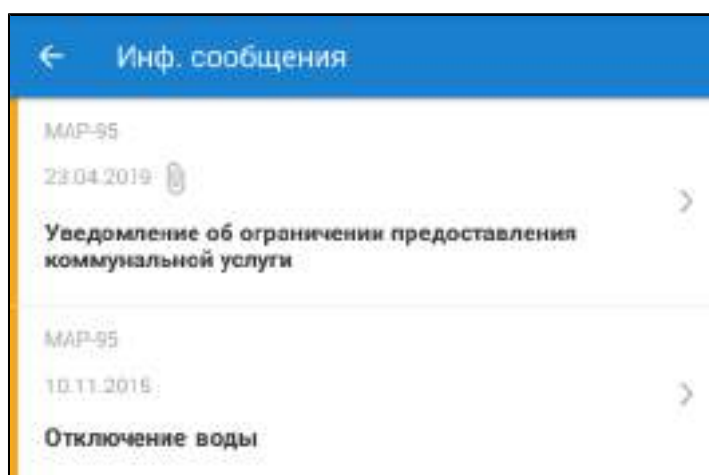 Инф. сообщения
МАР-95
23.04.2019
Уведомление об ограничении предоставления
коммунальной услуги
МАР-95
10.11.2015
Отключение воды